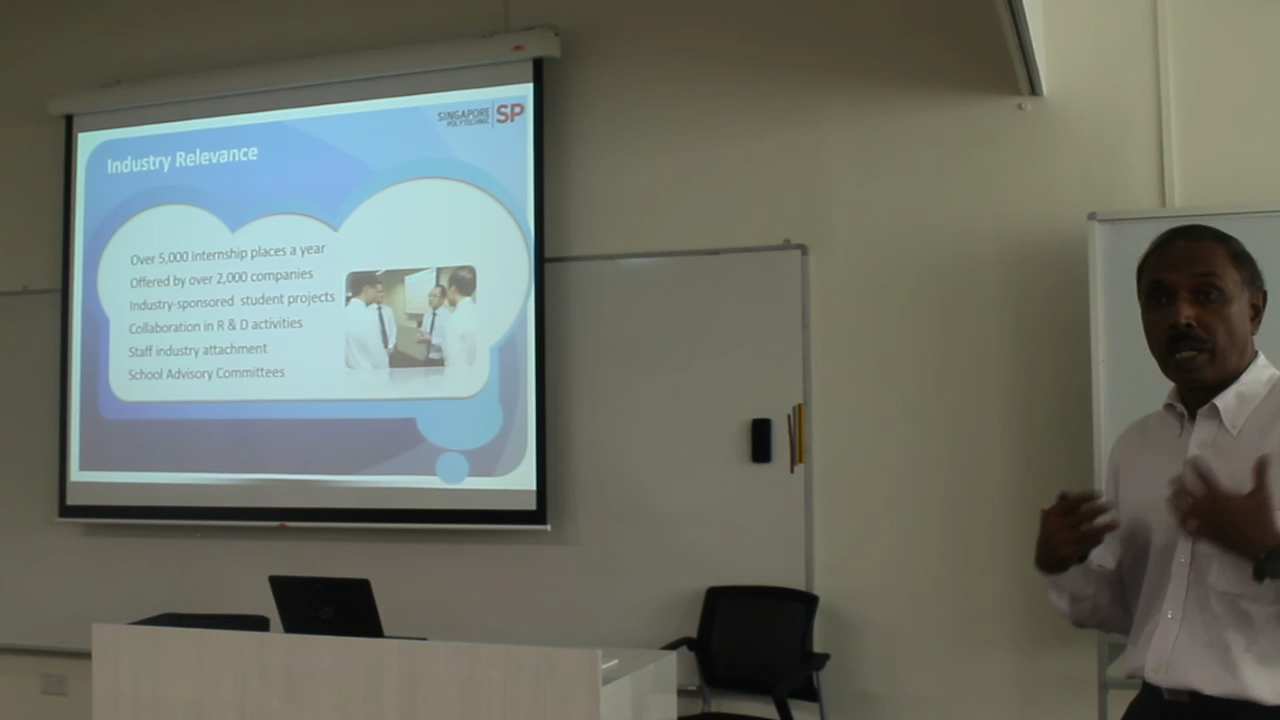 SINGAPORE
POLYTECHNIC
SP
Industry Relevance
Over 5,000 Internship places a year
Offered by over 2,000 companies
Industry-sponsored student projects
Collaboration in R & D activities
Staff industry attachment
School Advisory Committees